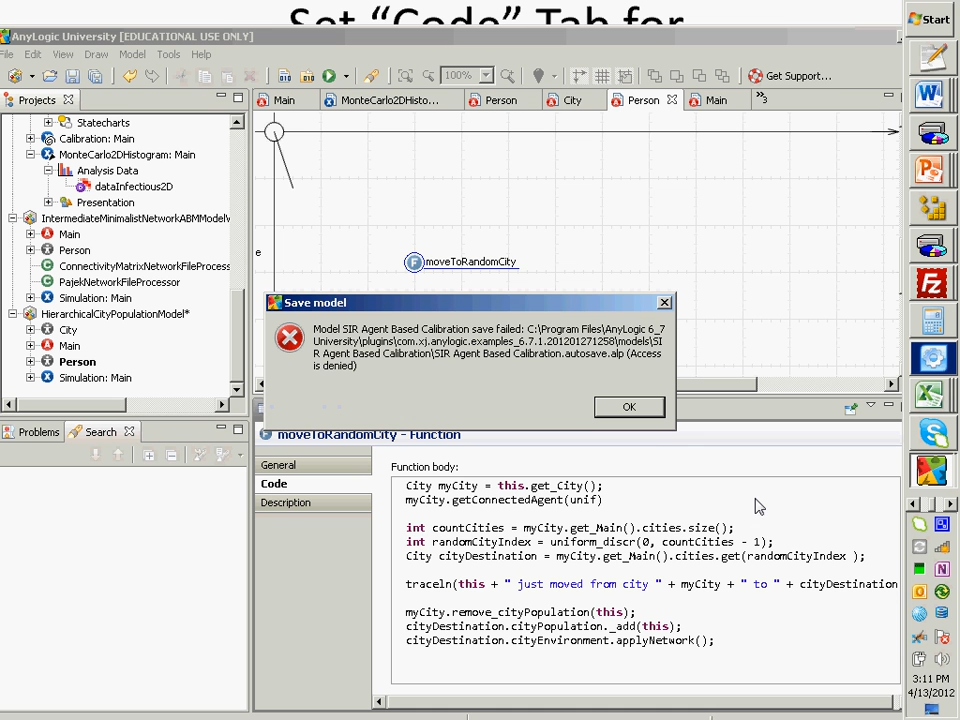 Set “Code” Tab for
AnyLogic University [EDUCATIONAL USE ONLY]
File Edit View Draw Model Tools Help
100% Get Support...
Projects
Main MonteCarlo2DHisto... Person City Person Main »3
Statecharts
Calibration: Main
MonteCarlo2DHistogram: Main
Analysis Data
dataInfectious2D
Presentation
IntermediateMinimalistNetworkABMModelV
Main
Person
ConnectivityMatrixNetworkFileProcess
PajekNetworkFileProcessor
Simulation: Main
HierarchicalCityPopulationModel*
City
Main
Person
Simulation: Main
e
moveToRandomCity
Save model
Model SIR Agent Based Calibration save failed: C:\Program Files\AnyLogic 6_7
University\plugins\com.xj.anylogic.examples_6.7.1.201201271258\models\SI
R Agent Based Calibration\SIR Agent Based Calibration.autosave.alp (Access
is denied)
OK
Problems Search
moveToRandomCity - Function
General
Code
Description
Function body:
City myCity = this.get_City();
myCity.getConnectedAgent(unif)
int countCities = myCity.get_Main().cities.size();
int randomCityIndex = uniform_discr(0, countCities - 1);
City cityDestination = myCity.get_Main().cities.get(randomCityIndex );
traceln(this + " just moved from city " + myCity + " to " + cityDestination
myCity.remove_cityPopulation(this);
cityDestination.cityPopulation._add(this);
cityDestination.cityEnvironment.applyNetwork();
Start
3:11 PM
4/13/2012